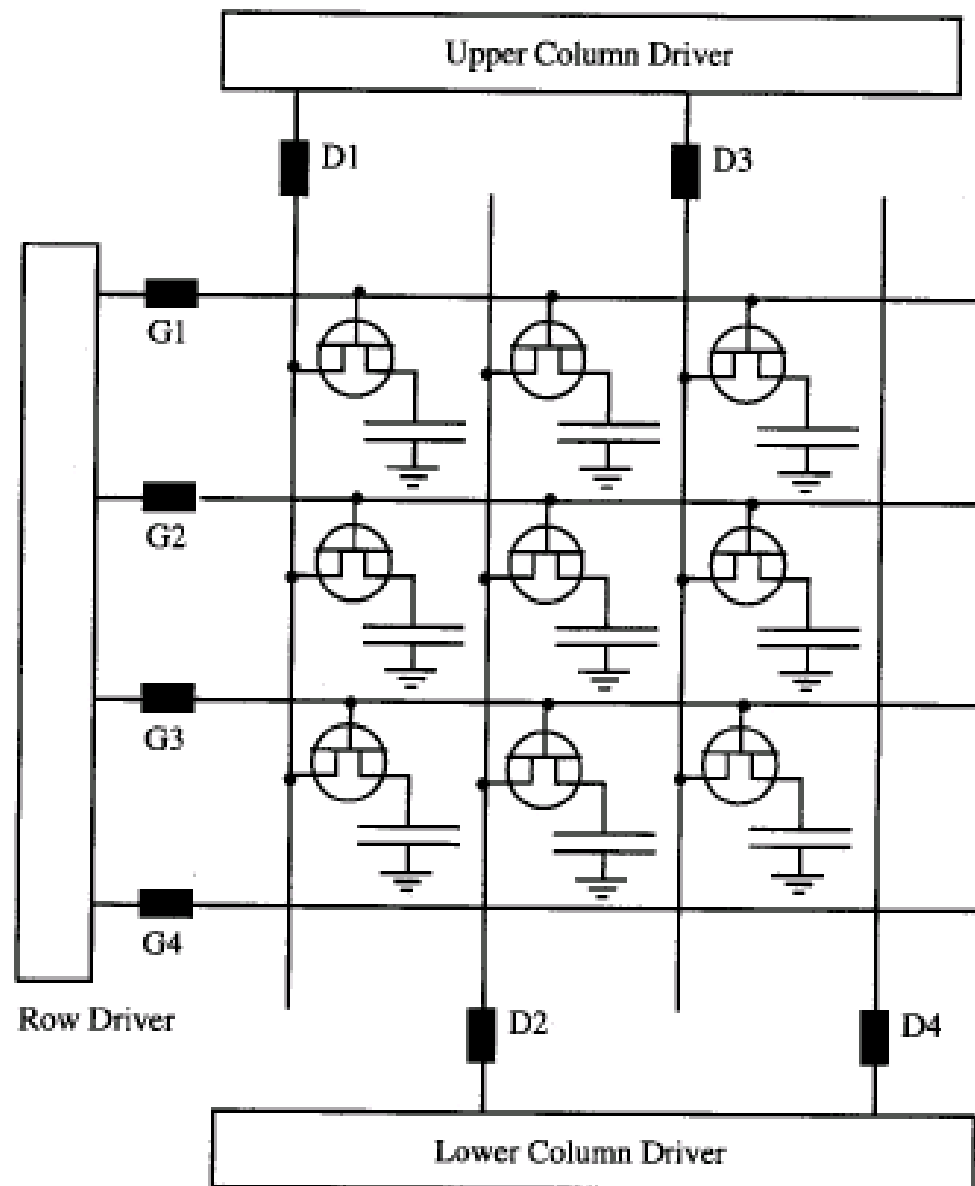 Upper Column Driver
D1
D3
G1
G2
G3
G4
Row Driver
D2
D4
Lower Column Driver